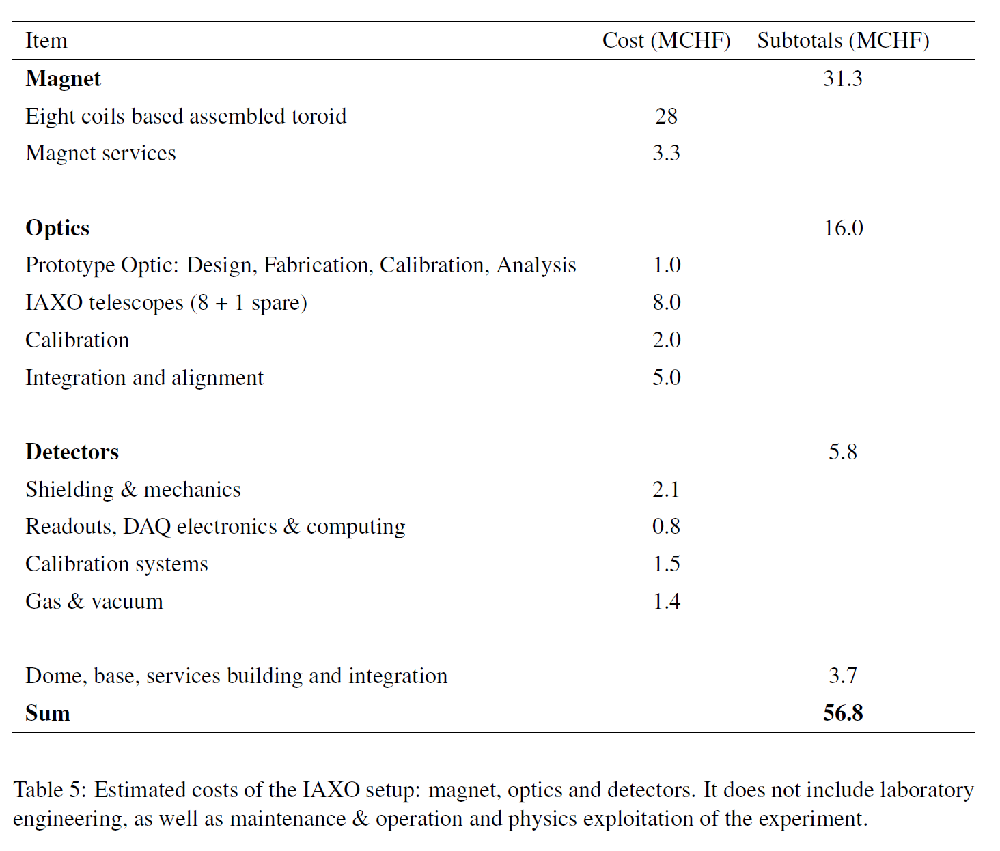 Item Cost (MCHF) Subtotals (MCHF)
Magnet 31.3
Eight coils based assembled toroid 28
Magnet services 3.3
Optics 16.0
Prototype Optic: Design, Fabrication, Calibration, Analysis 1.0
IAXO telescopes (8 + 1 spare) 8.0
Calibration 2.0
Integration and alignment 5.0
Detectors 5.8
Shielding & mechanics 2.1
Readouts, DAQ electronics & computing 0.8
Calibration systems 1.5
Gas & vacuum 1.4
Dome, base, services building and integration 3.7
Sum 56.8
Table 5: Estimated costs of the IAXO setup: magnet, optics and detectors. It does not include laboratory
engineering, as well as maintenance & operation and physics exploitation of the experiment.